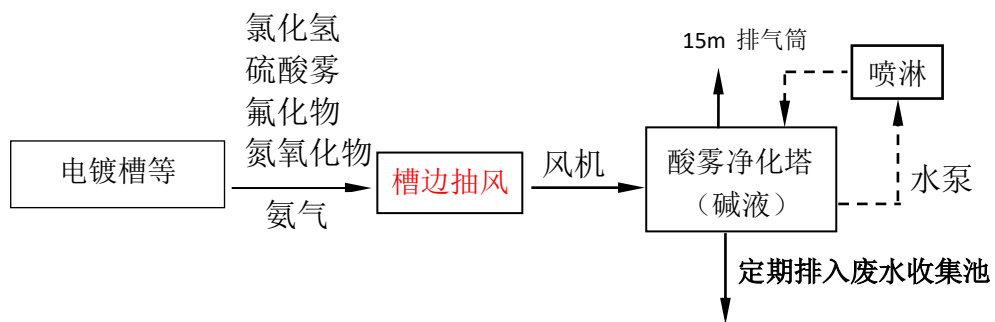 氯化氢
硫酸雾
氟化物
氮氧化物
氨气
电镀槽等
槽边抽风
风机
15m 排气筒
酸雾净化塔
（碱液）
喷淋
水泵
定期排入废水收集池